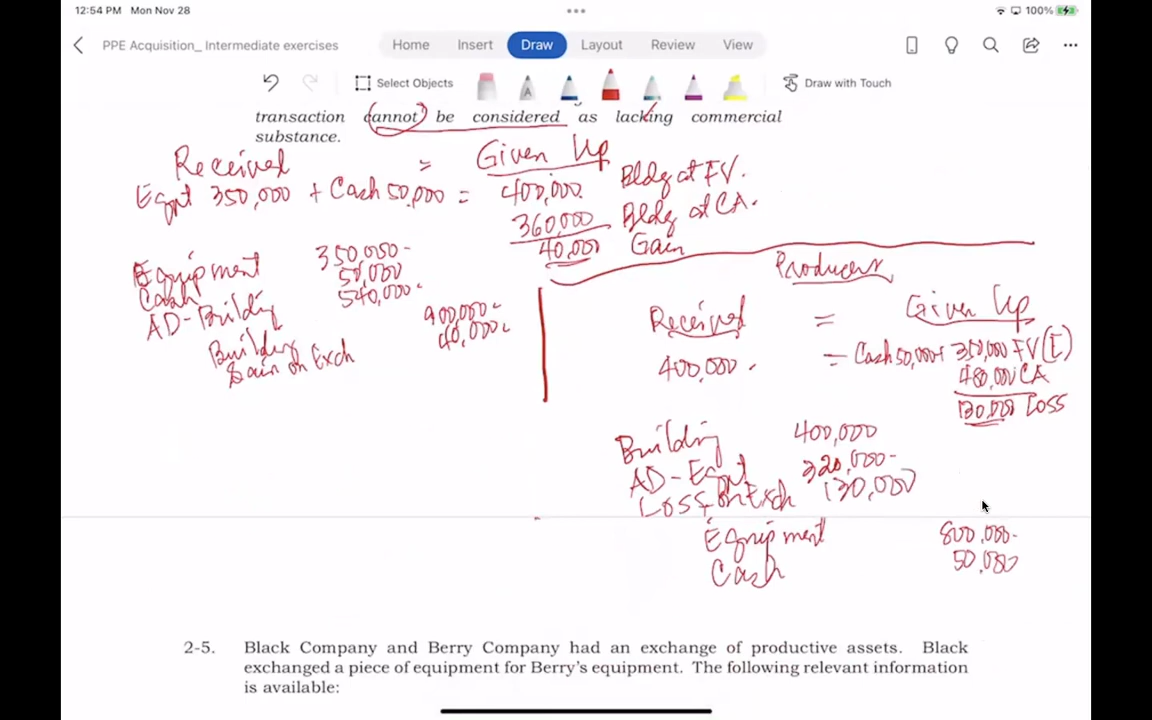 12:54 PM Mon Nov 28
100%
PPE Acquisition_ Intermediate exercises
Home Insert Draw Layout Review View
Select Objects
A
Draw with Touch
transaction cannot be considered as lacking commercial
substance.
Received = Given Up
Eqpt 350,000 + Cash 50,000 = 400,000 Bldg at FV.
360,000 Bldg at CA.
40,000 Gain
Equipment 350,000-
Cash 50,000
AD-Building 540,000-
Building 900,000-
Gain on Exch 40,000-
Producers
Received = Given Up
400,000 = Cash 50,000 + 350,000 FV (E)
480,000 CA
130,000 Loss
Building 400,000
AD-Eqpt 320,000-
Loss on Exch 130,000
Equipment 800,000-
Cash 50,000
2-5. Black Company and Berry Company had an exchange of productive assets. Black
exchanged a piece of equipment for Berry's equipment. The following relevant information
is available: